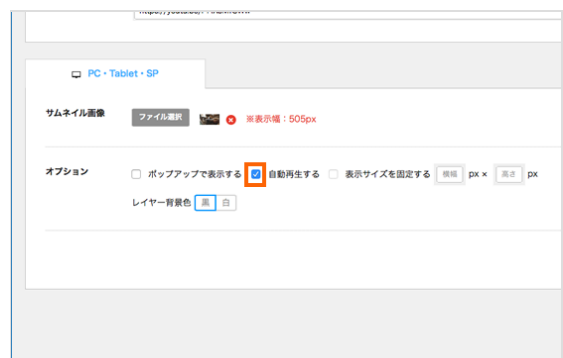 PC・Tablet・SP
サムネイル画像
ファイル選択 ※表示幅：505px
オプション
ポップアップで表示する 自動再生する 表示サイズを固定する 横幅 px × 高さ px
レイヤー背景色 黒 白